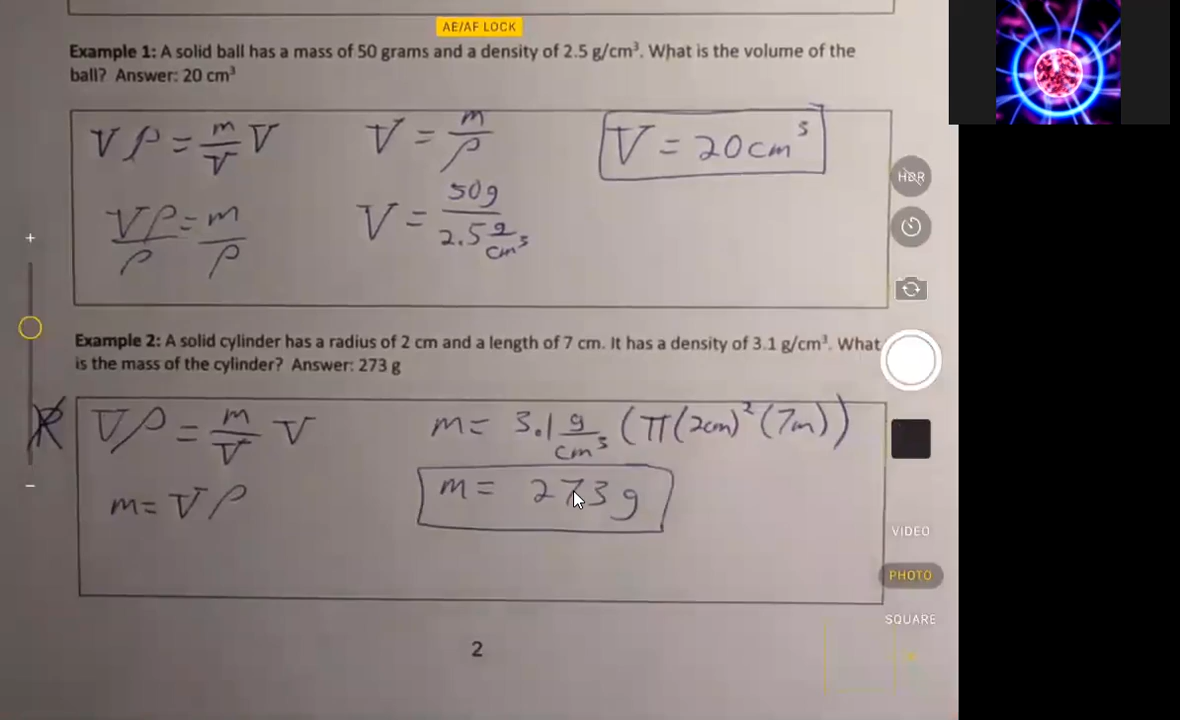 AE/AF LOCK
Example 1: A solid ball has a mass of 50 grams and a density of 2.5 g/cm³. What is the volume of the
ball? Answer: 20 cm³
Vρ = m/V V
V = m/ρ
V = 20cm³
Vρ/ρ = m/ρ
V = 50g / 2.5 g/cm³
HDR
+
Example 2: A solid cylinder has a radius of 2 cm and a length of 7 cm. It has a density of 3.1 g/cm³. What
is the mass of the cylinder? Answer: 273 g
Vρ = m/V V
m = 3.1 g/cm³ (π(2cm)²(7m))
m = Vρ
m = 273 g
-
VIDEO
PHOTO
SQUARE
2